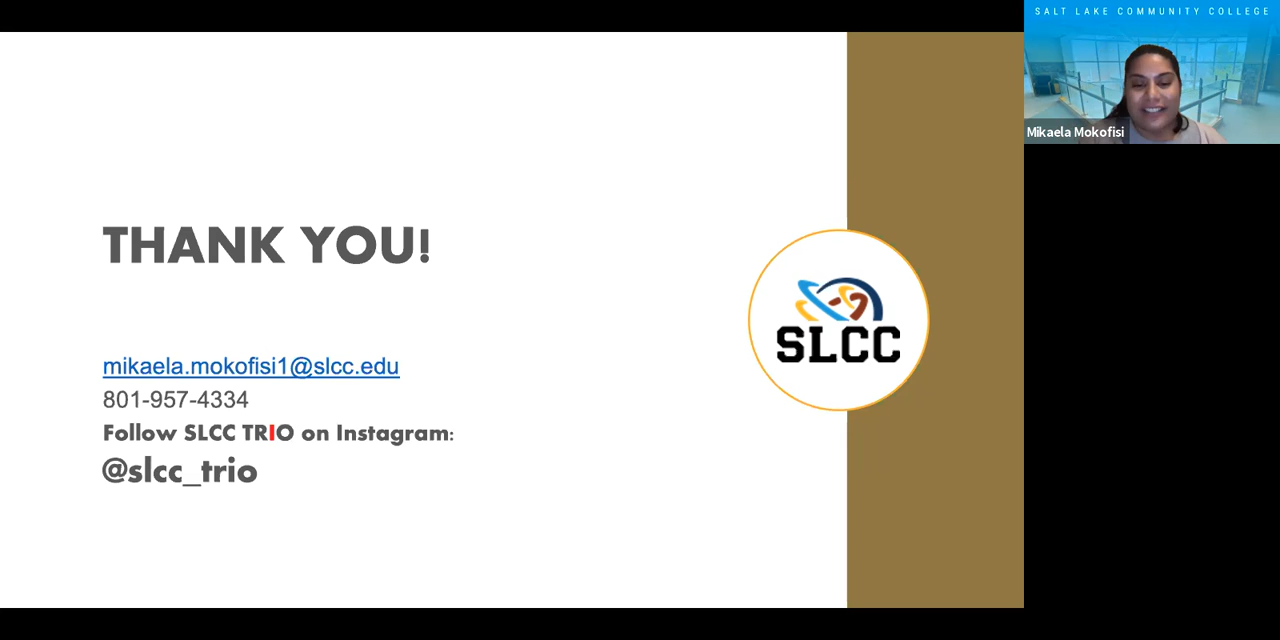 SALT LAKE COMMUNITY COLLEGE
Mikaela Mokofisi
THANK YOU!
mikaela.mokofisi1@slcc.edu
801-957-4334
Follow SLCC TRIO on Instagram:
@slcc_trio
SLCC